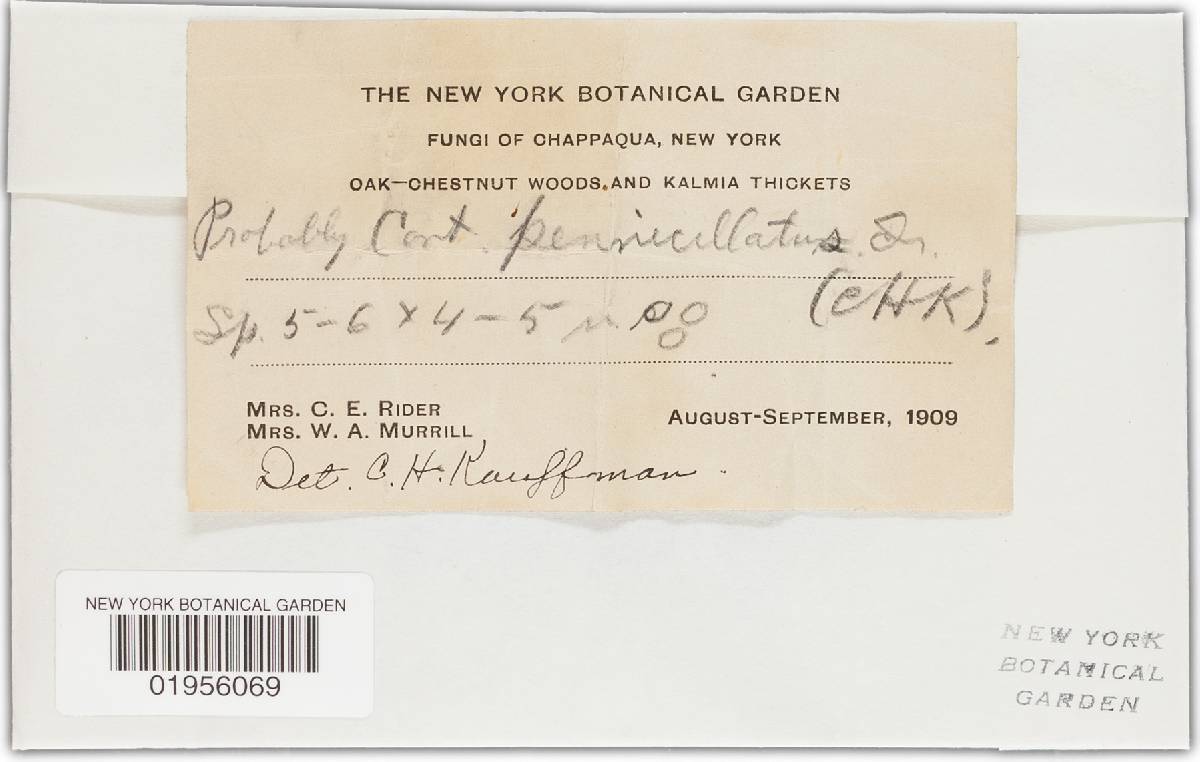 THE NEW YORK BOTANICAL GARDEN
FUNGI OF CHAPPAQUA, NEW YORK
OAK—CHESTNUT WOODS AND KALMIA THICKETS
Probably Cort. pennicillatus. Fr.
(CHK).
Sp. 5-6 x 4-5 µ
MRS. C. E. RIDER
MRS. W. A. MURRILL
AUGUST-SEPTEMBER, 1909
Det. C. H. Kauffman.
NEW YORK BOTANICAL GARDEN
01956069
NEW YORK
BOTANICAL
GARDEN